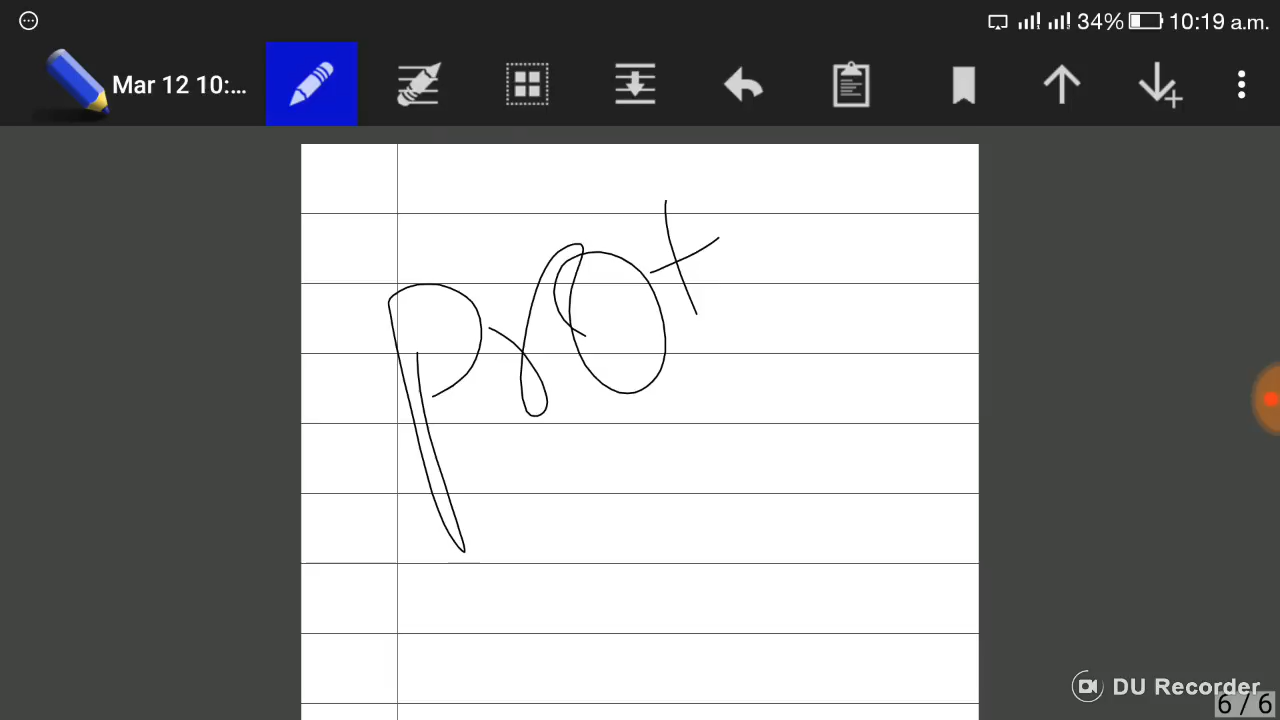 34% 10:19 a.m.
Mar 12 10:...
prot
DU Recorder
6 / 6